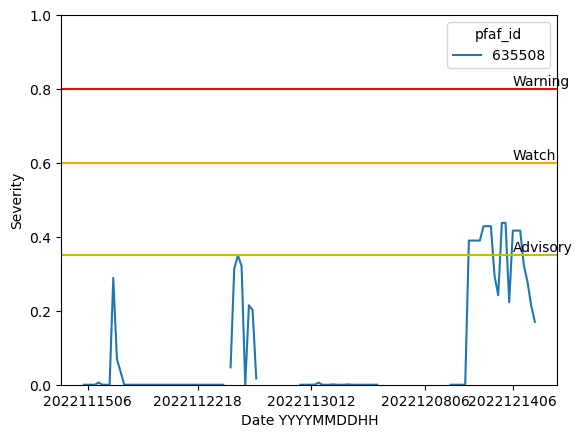 1.0
pfaf_id
635508
0.8
Warning
0.6
Watch
Severity
0.4
Advisory
0.2
0.0
2022111506 2022112218 2022113012 2022120806 2022121406
Date YYYYMMDDHH